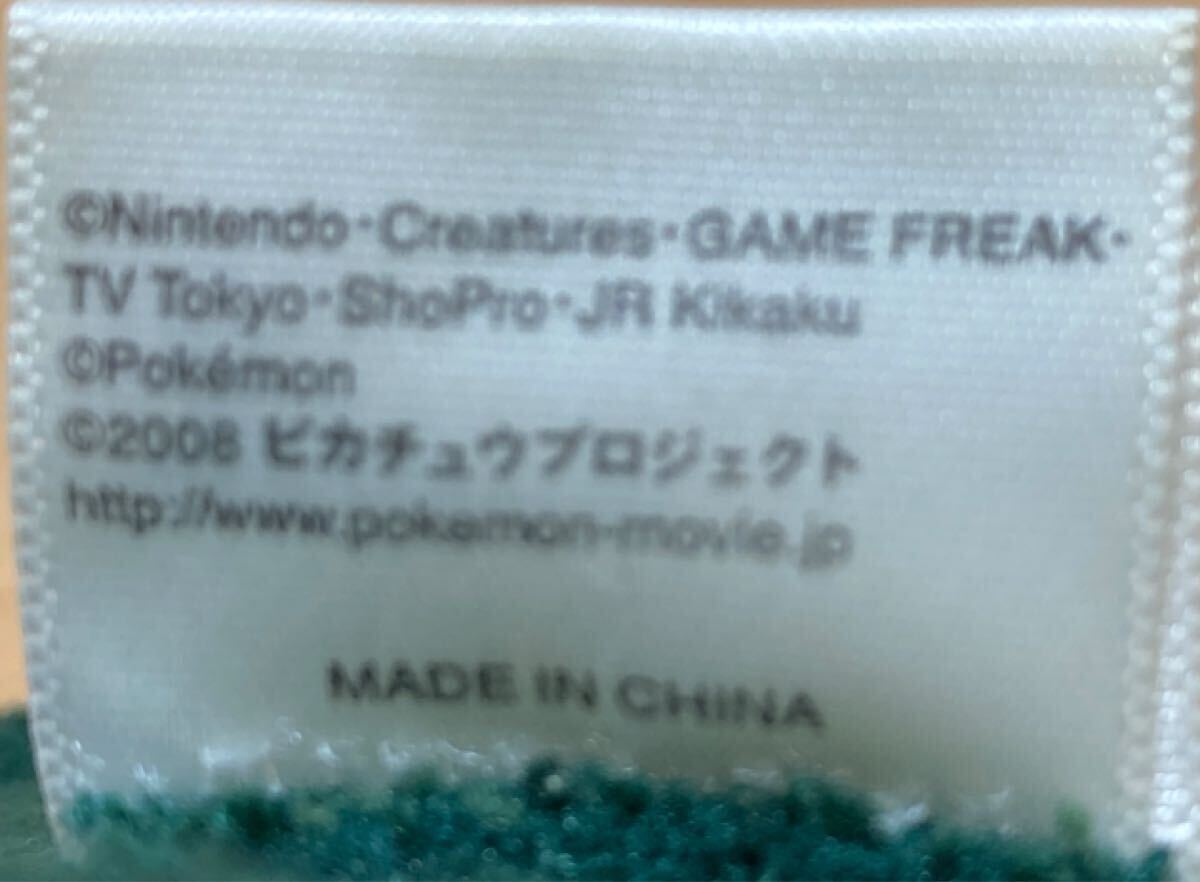 ©Nintendo・Creatures・GAME FREAK・
TV Tokyo・ShoPro・JR Kikaku
©Pokémon
©2008 ピカチュウプロジェクト
http://www.pokemon-movie.jp
MADE IN CHINA